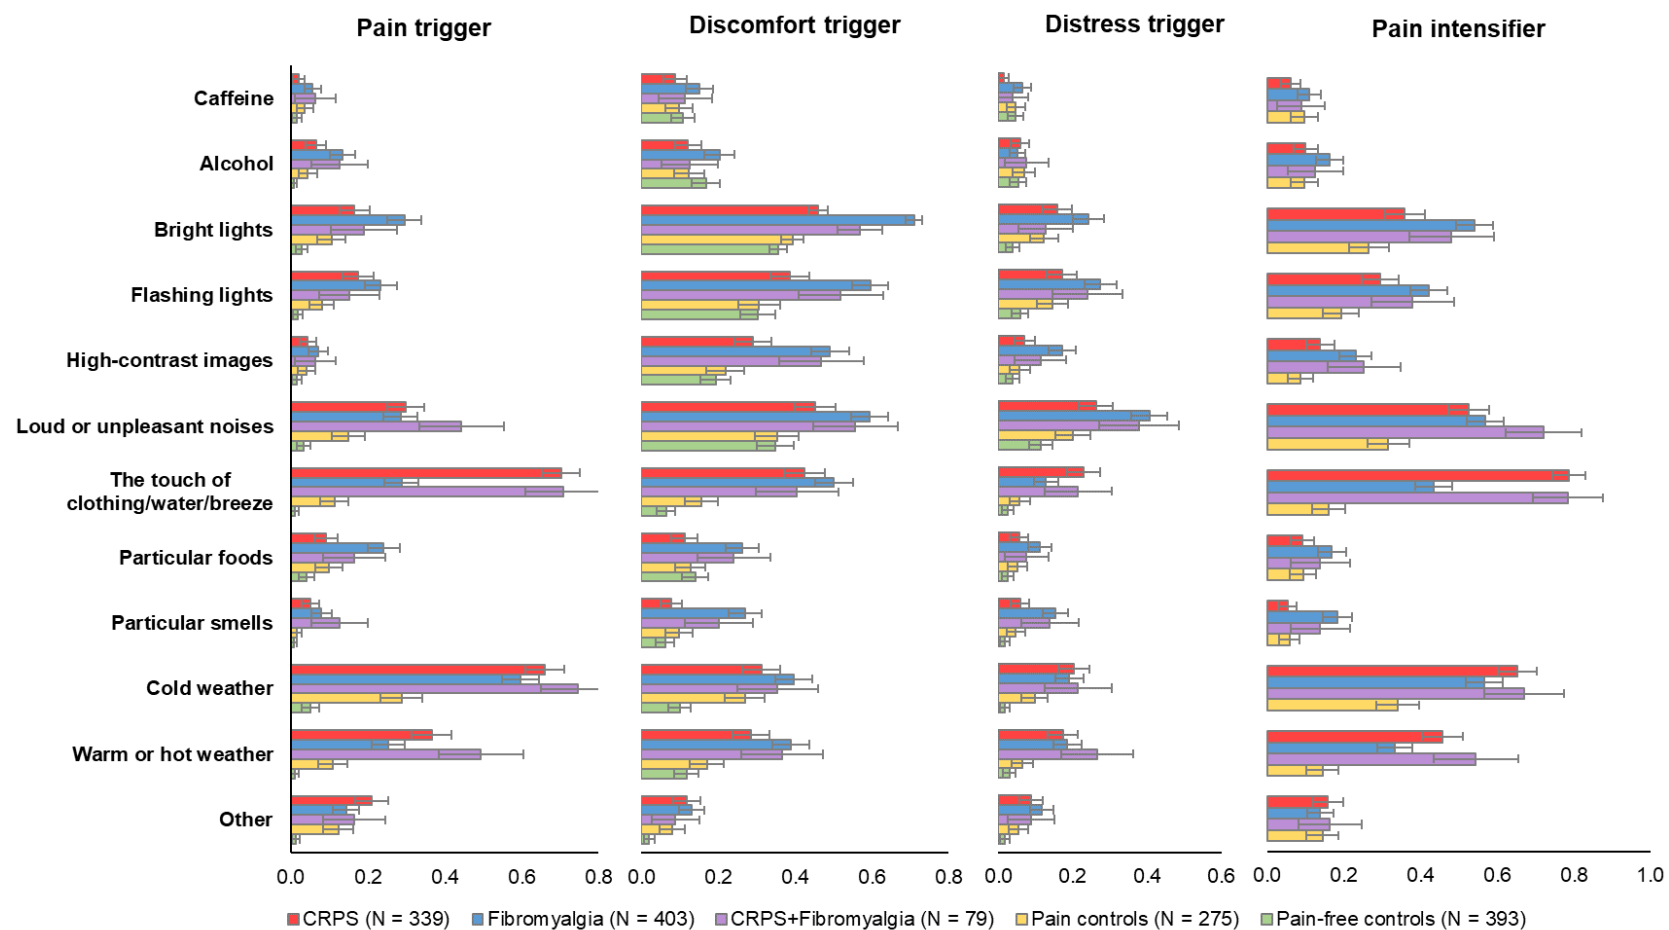 Pain trigger Discomfort trigger Distress trigger Pain intensifier
Caffeine
Alcohol
Bright lights
Flashing lights
High-contrast images
Loud or unpleasant noises
The touch of
clothing/water/breeze
Particular foods
Particular smells
Cold weather
Warm or hot weather
Other
0.0 0.2 0.4 0.6 0.8 0.0 0.2 0.4 0.6 0.8 0.0 0.2 0.4 0.6 0.0 0.2 0.4 0.6 0.8 1.0
CRPS (N = 339) Fibromyalgia (N = 403) CRPS+Fibromyalgia (N = 79) Pain controls (N = 275) Pain-free controls (N = 393)